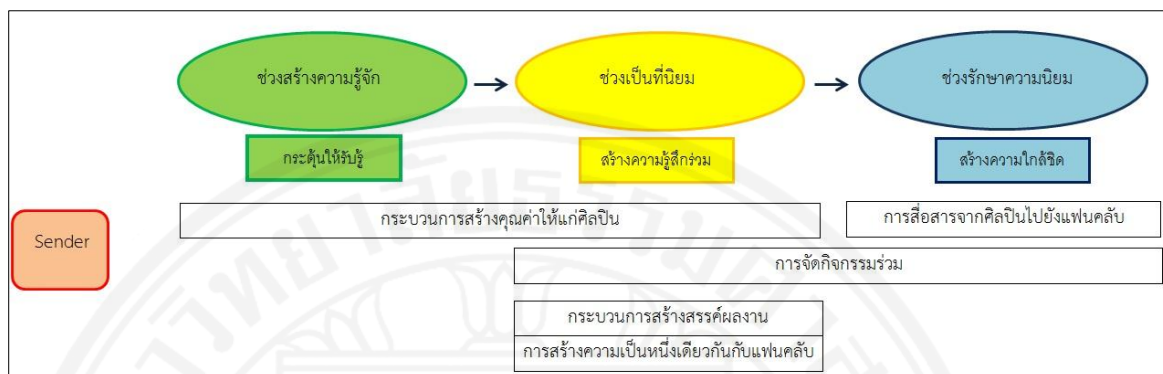 ช่วงสร้างความรู้จัก
ช่วงเป็นที่นิยม
ช่วงรักษาความนิยม
กระตุ้นให้รับรู้
สร้างความรู้สึกร่วม
สร้างความใกล้ชิด
กระบวนการสร้างคุณค่าให้แก่ศิลปิน
การสื่อสารจากศิลปินไปยังแฟนคลับ
Sender
การจัดกิจกรรมร่วม
กระบวนการสร้างสรรค์ผลงาน
การสร้างความเป็นหนึ่งเดียวกันกับแฟนคลับ